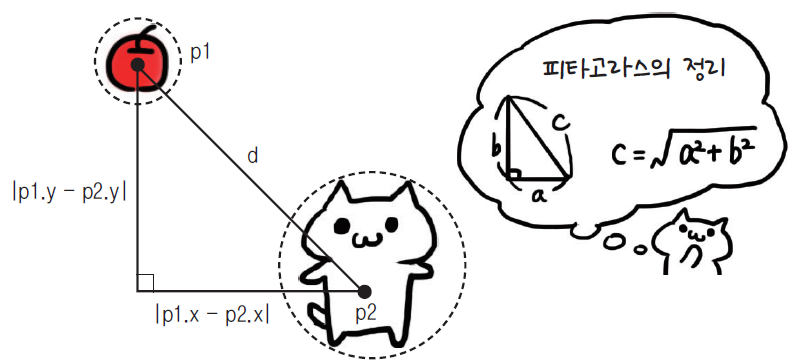 p1
d
|p1.y - p2.y|
|p1.x - p2.x|
p2
피타고라스의 정리
b
c
a
c=√a²+b²